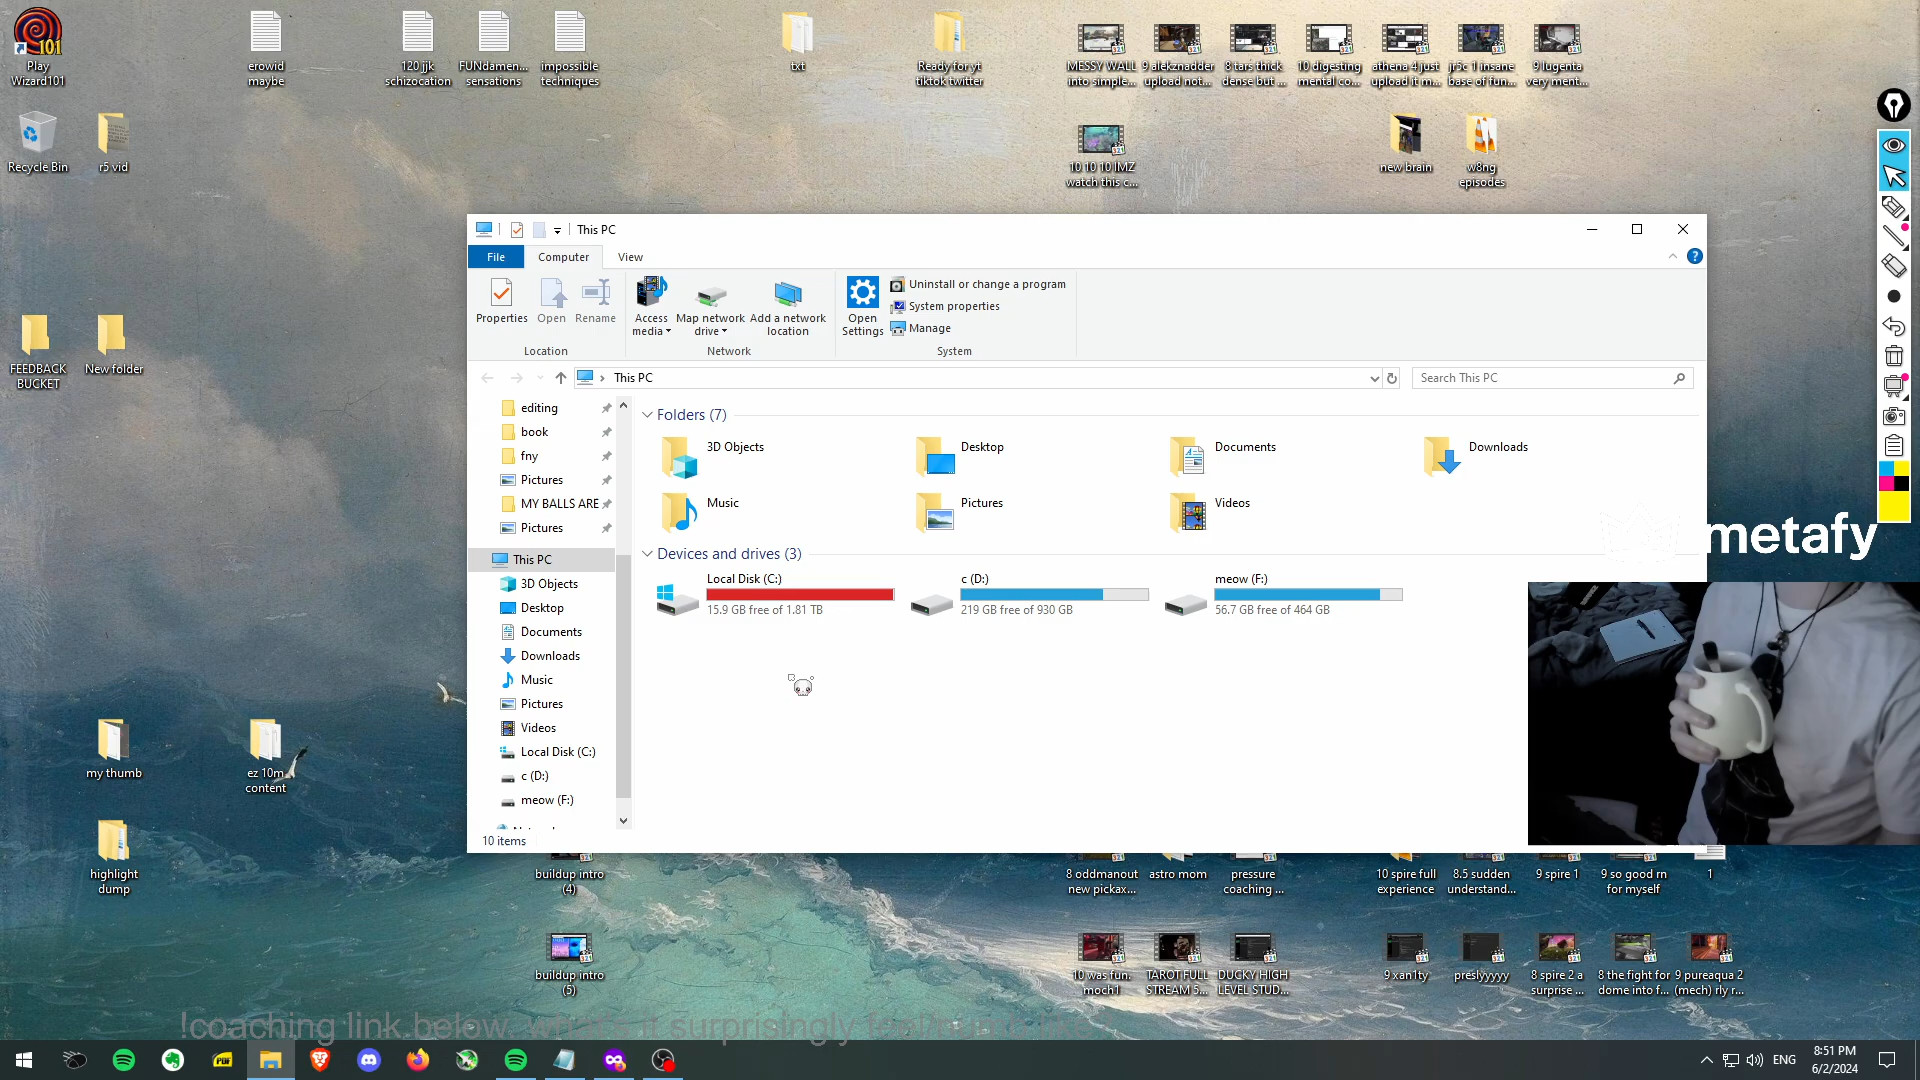 Play
Wizard101
erowid
maybe
120 jjk
schizocation
FUNdamen...
sensations
impossible
techniques
txt
Ready for yt
tiktok twitter
MESSY WALL
into simple...
9 alekznadder
upload not...
8 tars thick
dense but ...
10 digesting
mental co...
athena 4 just
upload it m...
jr5c 1 insane
base of fun...
9 lugenta
very ment...
Recycle Bin
r5 vid
10 10 10 IMZ
watch this c...
new brain
w8ng
episodes
This PC
File
Computer
View
Properties
Open
Rename
Access
media
Map network
drive
Add a network
location
Open
Settings
Uninstall or change a program
System properties
Manage
Location
Network
System
This PC
Search This PC
FEEDBACK
BUCKET
New folder
editing
book
fny
Pictures
MY BALLS ARE
Pictures
This PC
3D Objects
Desktop
Documents
Downloads
Music
Pictures
Videos
Local Disk (C:)
c (D:)
meow (F:)
10 items
Folders (7)
3D Objects
Desktop
Documents
Downloads
Music
Pictures
Videos
Devices and drives (3)
Local Disk (C:)
15.9 GB free of 1.81 TB
c (D:)
219 GB free of 930 GB
meow (F:)
56.7 GB free of 464 GB
metafy
my thumb
ez 10m
content
highlight
dump
buildup intro
(4)
8 oddmanout
new pickax...
astro mom
pressure
coaching ...
10 spire full
experience
8.5 sudden
understand...
9 spire 1
9 so good rn
for myself
1
buildup intro
(5)
10 was fun.
moch1
TAROT FULL
STREAM 5...
DUCKY HIGH
LEVEL STUD...
9 xan1ty
preslyyyyy
8 spire 2 a
surprise ...
8 the fight for
dome into f...
9 pureaqua 2
(mech) rly r...
!coaching link below, what's it surprisingly
PDF
ENG
8:51 PM
6/2/2024